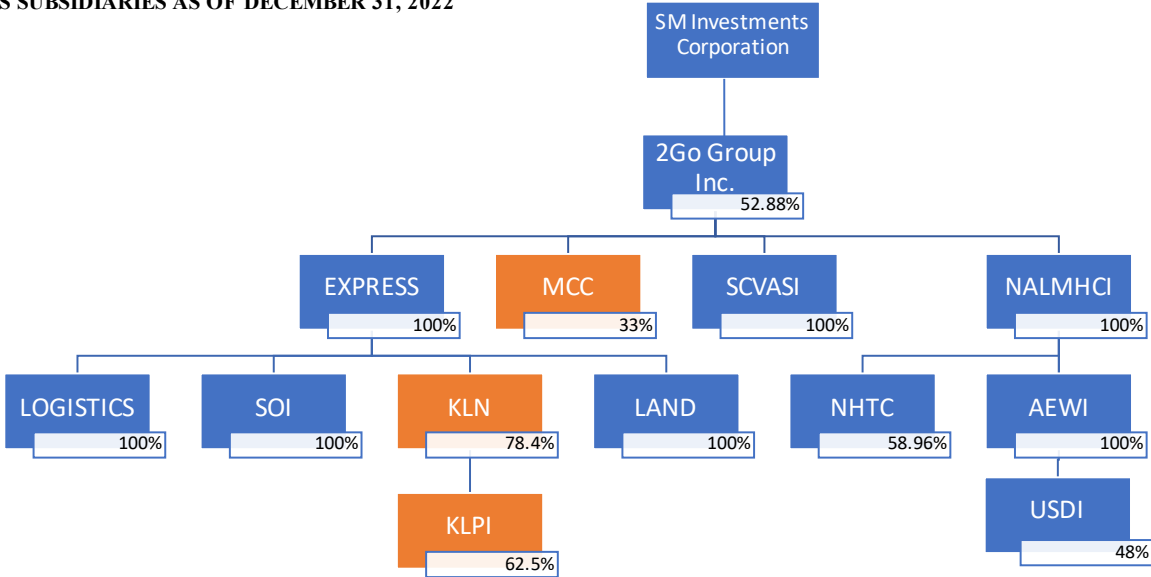 S SUBSIDIARIES AS OF DECEMBER 31, 2022
SM Investments
Corporation
2Go Group
Inc.
52.88%
EXPRESS
100%
MCC
33%
SCVASI
100%
NALMHCI
100%
LOGISTICS
100%
SOI
100%
KLN
78.4%
LAND
100%
NHTC
58.96%
AEWI
100%
KLPI
62.5%
USDI
48%